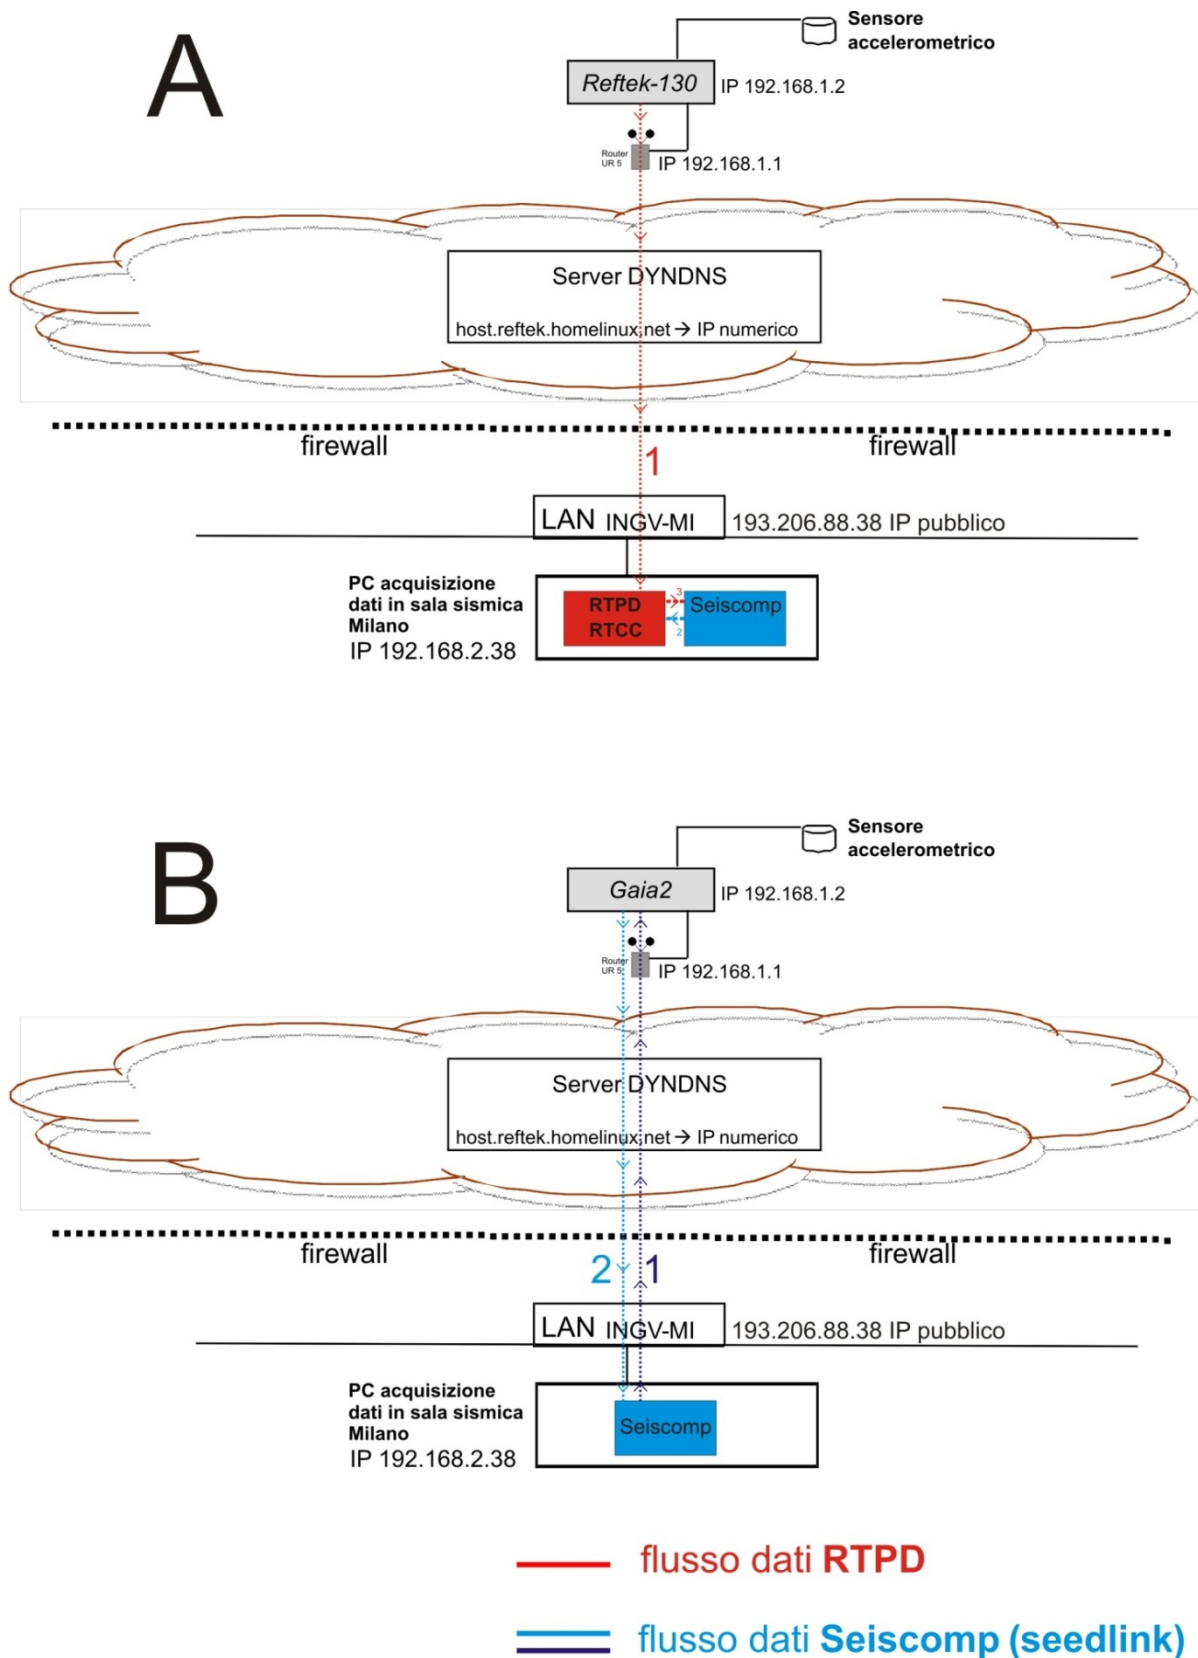 A
Sensore
accelerometrico
Reftek-130
IP 192.168.1.2
Router
UR 5
IP 192.168.1.1
Server DYNDNS
host.reftek.homelinux.net → IP numerico
firewall
firewall
1
LAN INGV-MI
193.206.88.38 IP pubblico
PC acquisizione
dati in sala sismica
Milano
IP 192.168.2.38
RTPD
RTCC
3
2
Seiscomp
B
Sensore
accelerometrico
Gaia2
IP 192.168.1.2
Router
UR 5
IP 192.168.1.1
Server DYNDNS
host.reftek.homelinux.net → IP numerico
firewall
firewall
2
1
LAN INGV-MI
193.206.88.38 IP pubblico
PC acquisizione
dati in sala sismica
Milano
IP 192.168.2.38
Seiscomp
flusso dati RTPD
flusso dati Seiscomp (seedlink)